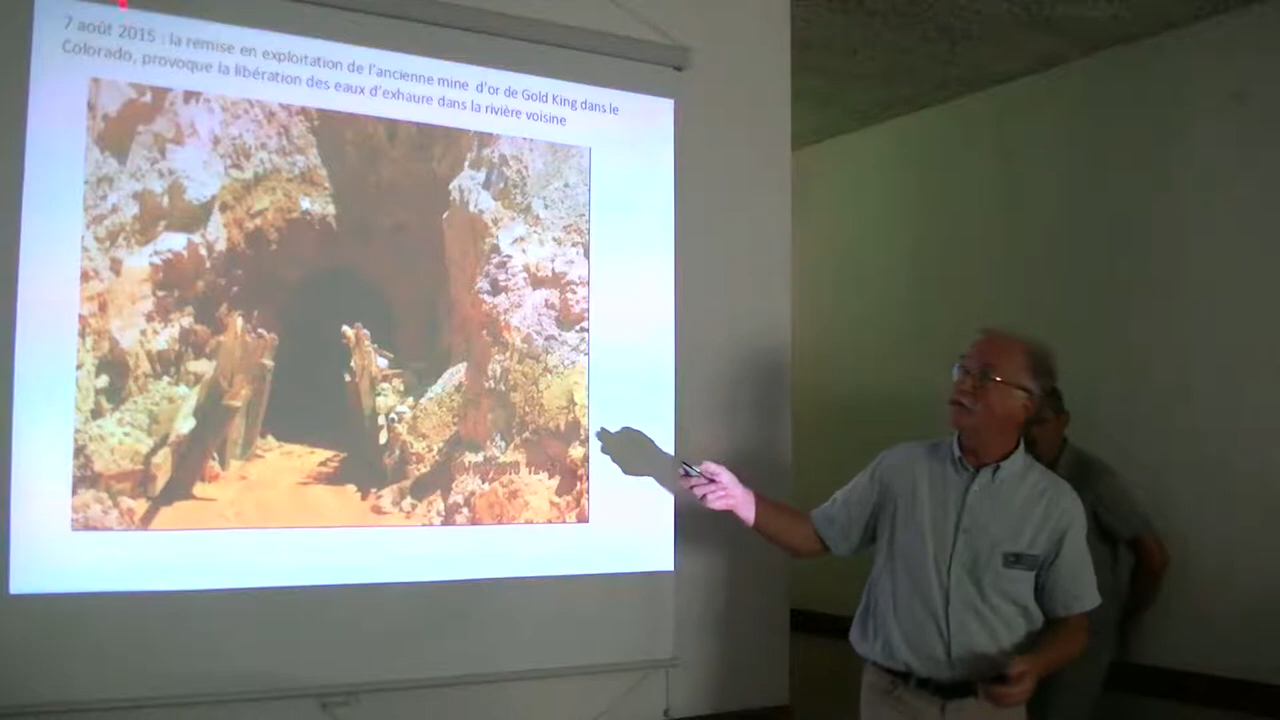 7 août 2015 : la remise en exploitation de l'ancienne mine d'or de Gold King dans le
Colorado, provoque la libération des eaux d'exhaure dans la rivière voisine